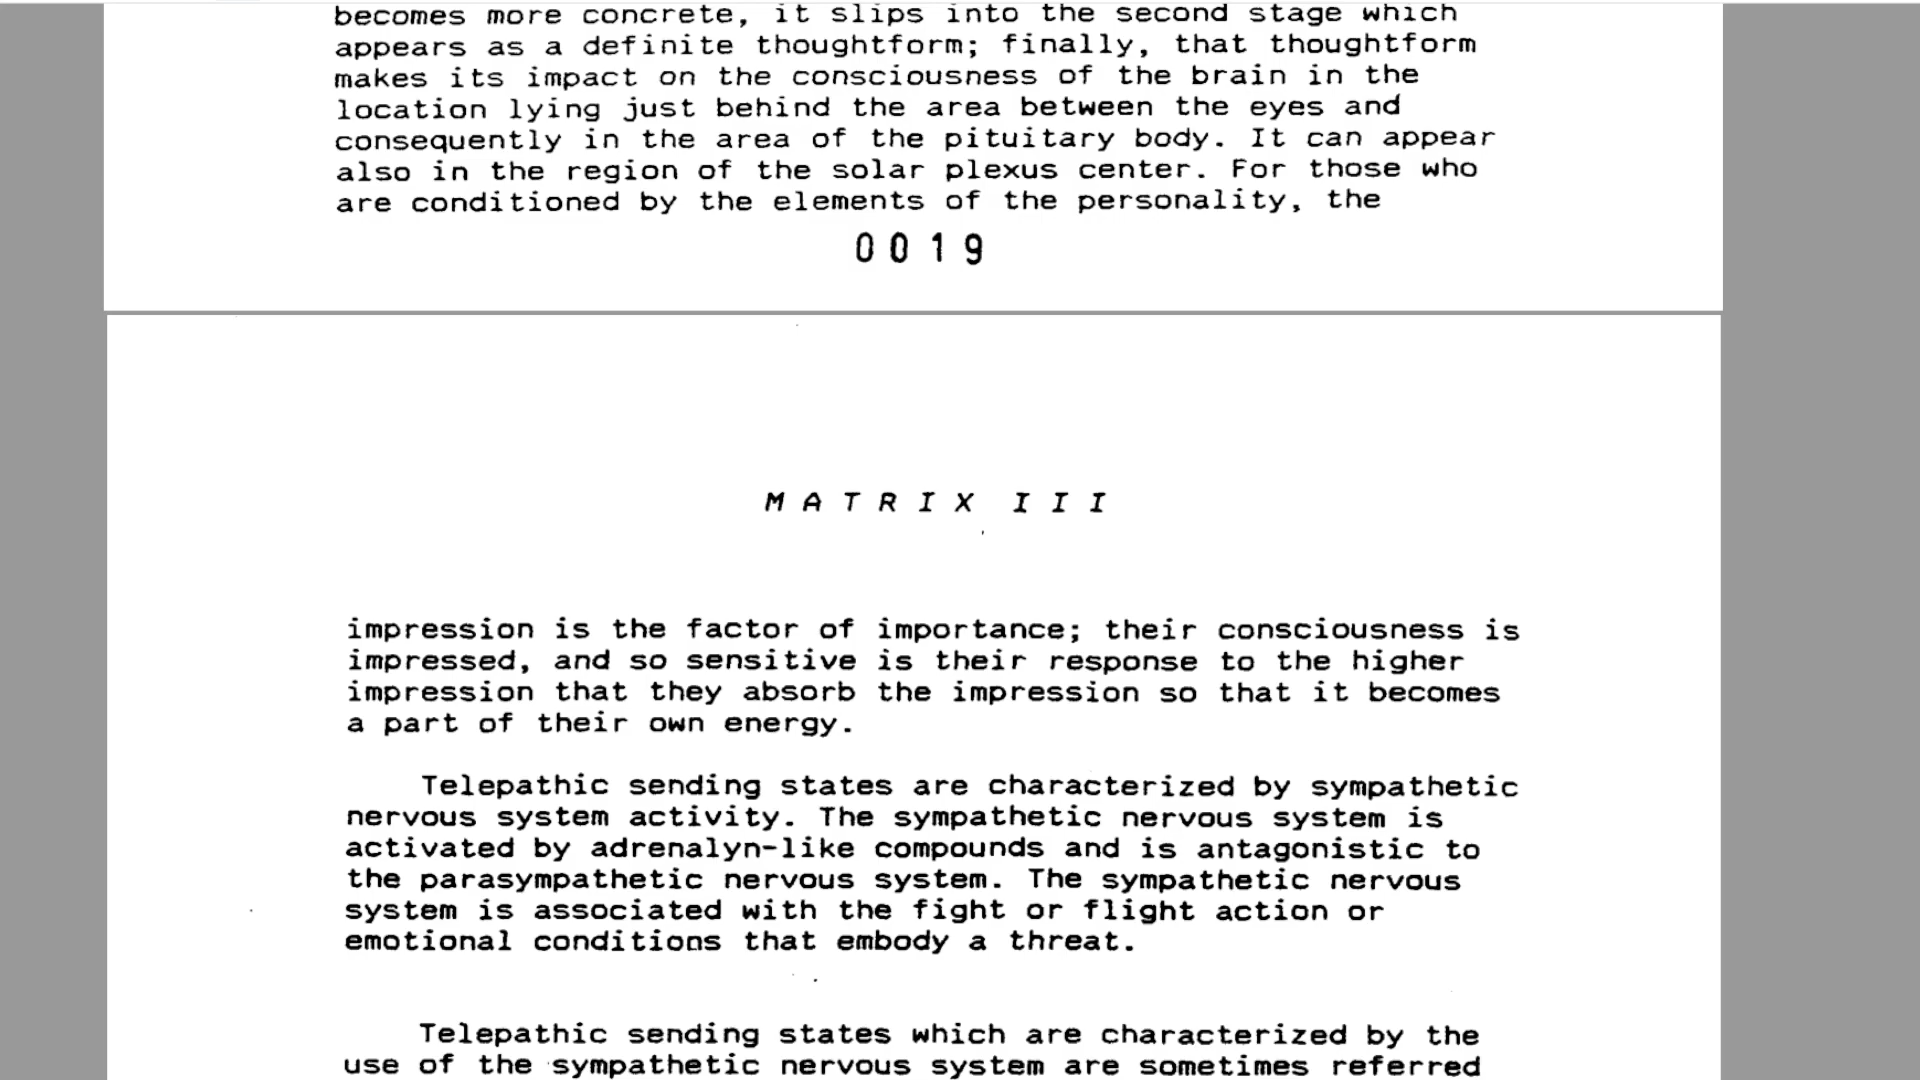 becomes more concrete, it slips into the second stage which
appears as a definite thoughtform; finally, that thoughtform
makes its impact on the consciousness of the brain in the
location lying just behind the area between the eyes and
consequently in the area of the pituitary body. It can appear
also in the region of the solar plexus center. For those who
are conditioned by the elements of the personality, the
0019
MATRIX III
impression is the factor of importance; their consciousness is
impressed, and so sensitive is their response to the higher
impression that they absorb the impression so that it becomes
a part of their own energy.
Telepathic sending states are characterized by sympathetic
nervous system activity. The sympathetic nervous system is
activated by adrenalyn-like compounds and is antagonistic to
the parasympathetic nervous system. The sympathetic nervous
system is associated with the fight or flight action or
emotional conditions that embody a threat.
Telepathic sending states which are characterized by the
use of the sympathetic nervous system are sometimes referred